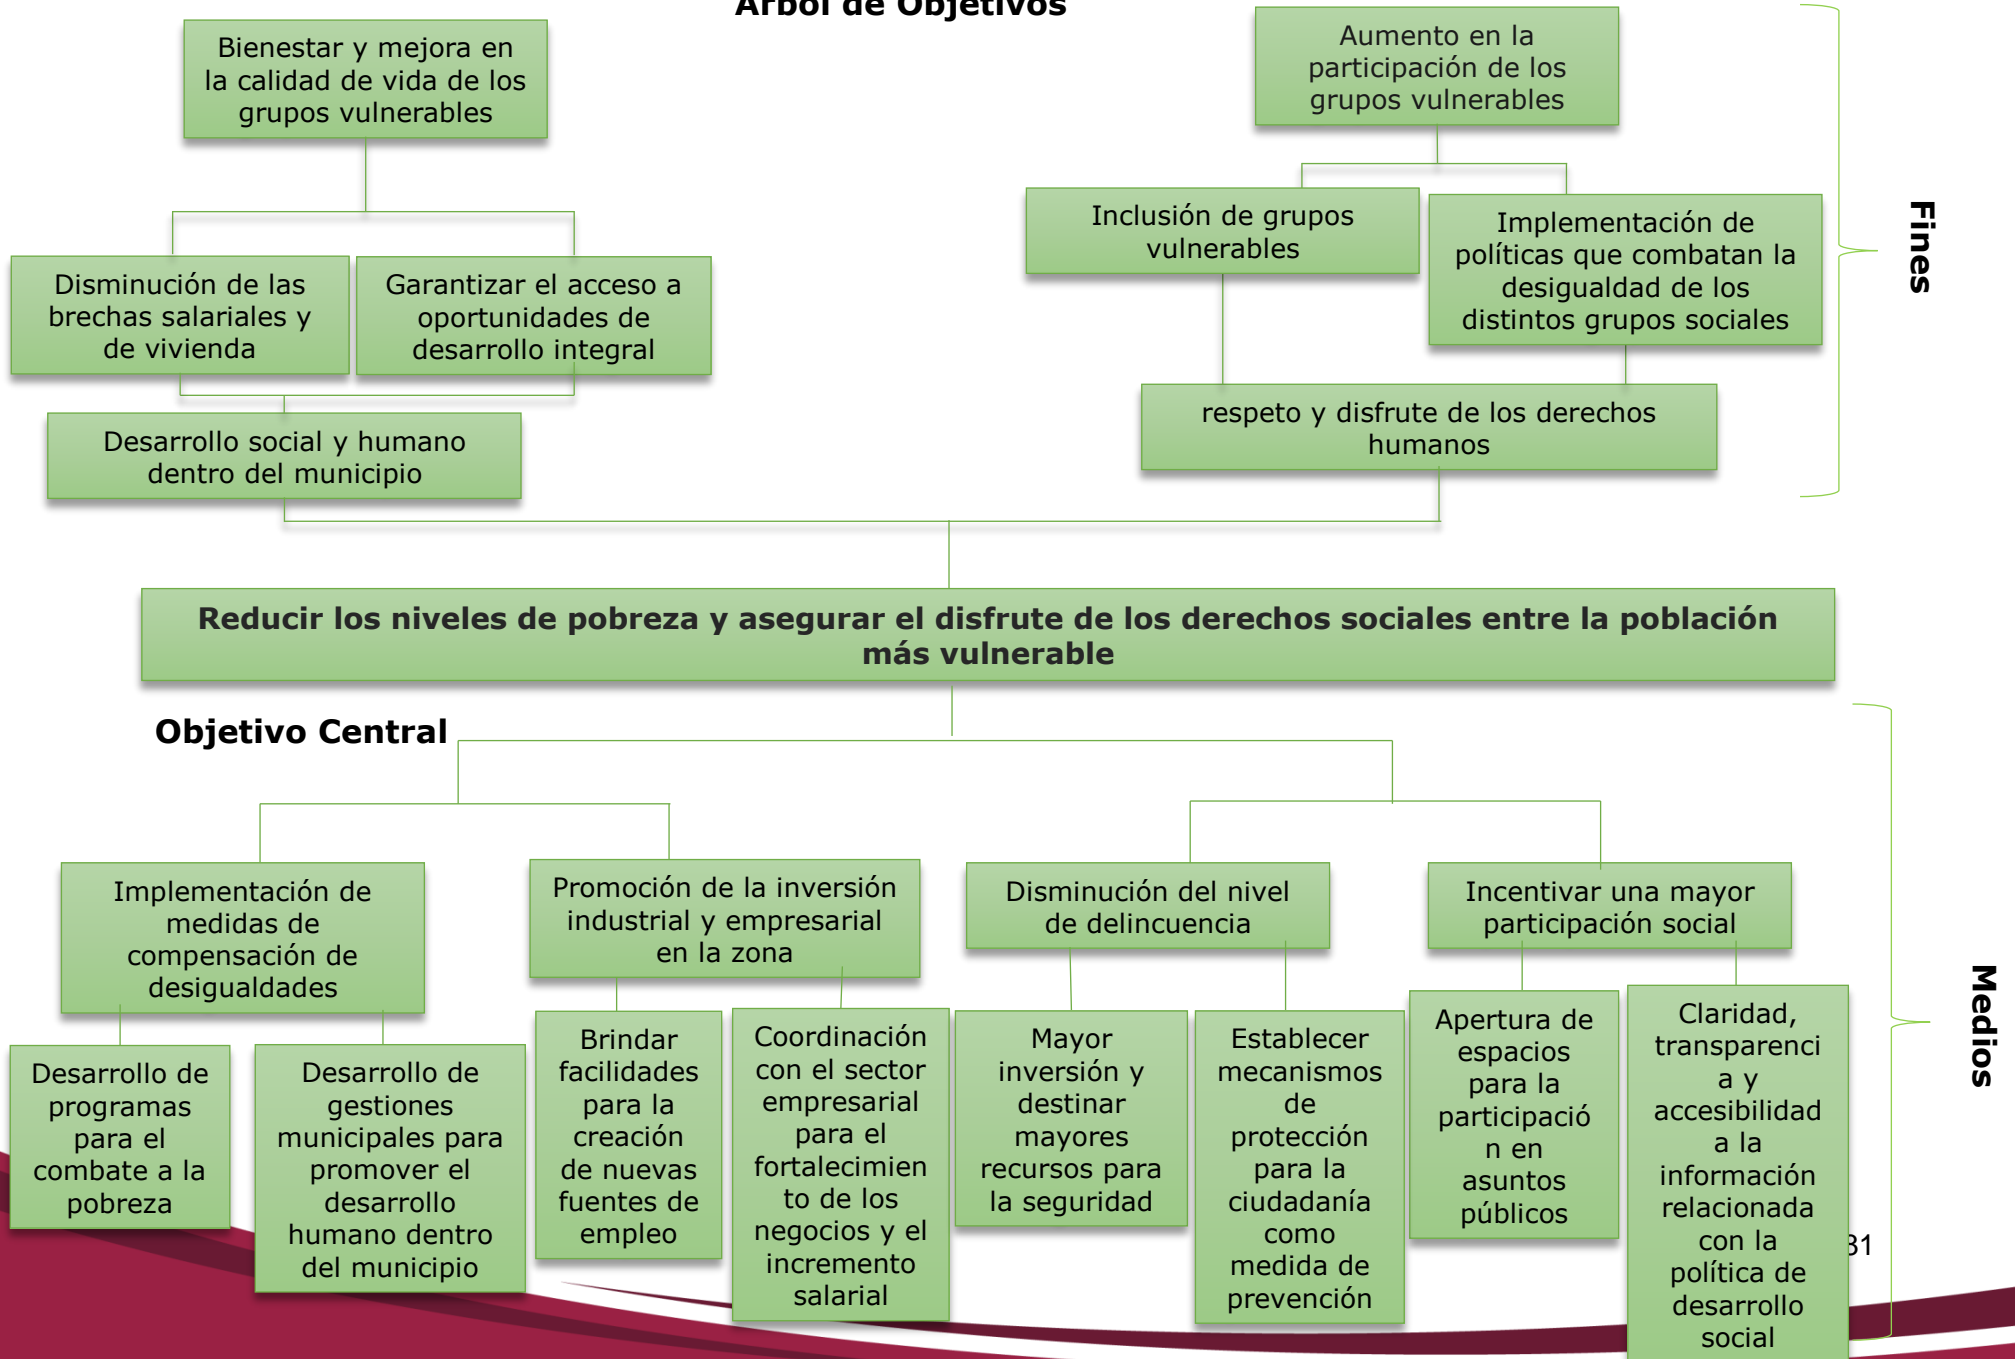 Árbol de Objetivos
Bienestar y mejora en
la calidad de vida de los
grupos vulnerables
Aumento en la
participación de los
grupos vulnerables
Inclusión de grupos
vulnerables
Implementación de
políticas que combatan la
desigualdad de los
distintos grupos sociales
Fines
Disminución de las
brechas salariales y
de vivienda
Garantizar el acceso a
oportunidades de
desarrollo integral
Desarrollo social y humano
dentro del municipio
respeto y disfrute de los derechos
humanos
Reducir los niveles de pobreza y asegurar el disfrute de los derechos sociales entre la población
más vulnerable
Objetivo Central
Implementación de
medidas de
compensación de
desigualdades
Promoción de la inversión
industrial y empresarial
en la zona
Disminución del nivel
de delincuencia
Incentivar una mayor
participación social
Medios
Desarrollo de
programas
para el
combate a la
pobreza
Desarrollo de
gestiones
municipales para
promover el
desarrollo
humano dentro
del municipio
Brindar
facilidades
para la
creación
de nuevas
fuentes de
empleo
Coordinación
con el sector
empresarial
para el
fortalecimien
to de los
negocios y el
incremento
salarial
Mayor
inversión y
destinar
mayores
recursos para
la seguridad
Establecer
mecanismos
de
protección
para la
ciudadanía
como
medida de
prevención
Apertura de
espacios
para la
participació
n en
asuntos
públicos
Claridad,
transparenci
a y
accesibilidad
a la
información
relacionada
con la
política de
desarrollo
social
31